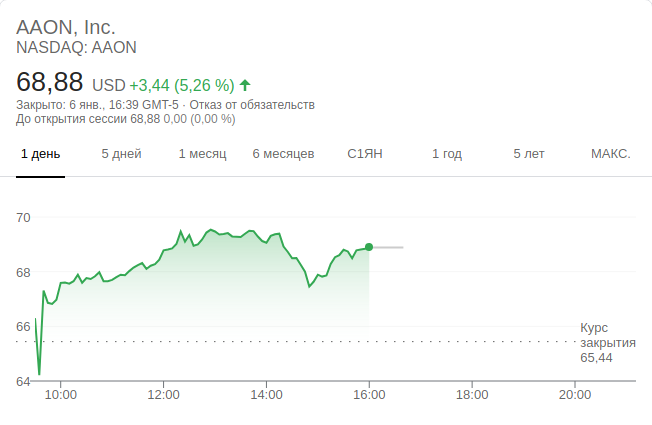 AAON, Inc.
NASDAQ: AAON
68,88 USD +3,44 (5,26 %)
Закрыто: 6 янв., 16:39 GMT-5 · Отказ от обязательств
До открытия сессии 68,88 0,00 (0,00 %)
1 день 5 дней 1 месяц 6 месяцев С1ЯН 1 год 5 лет МАКС.
70
68
66
Курс
закрытия
65,44
64
10:00 12:00 14:00 16:00 18:00 20:00